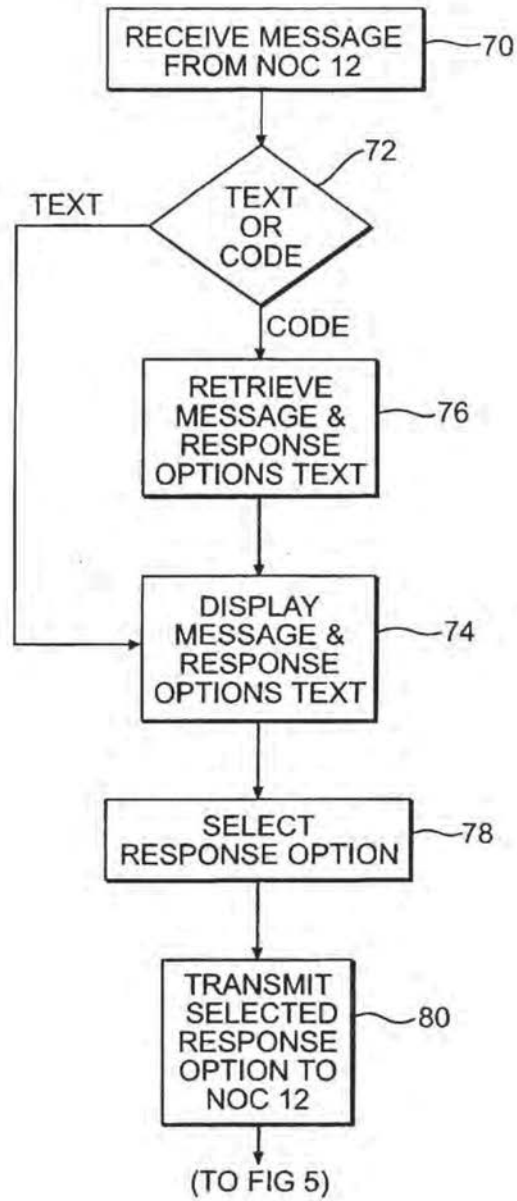 RECEIVE MESSAGE
FROM NOC 12
70
72
TEXT
TEXT
OR
CODE
CODE
RETRIEVE
MESSAGE &
RESPONSE
OPTIONS TEXT
76
DISPLAY
MESSAGE &
RESPONSE
OPTIONS TEXT
74
SELECT
RESPONSE OPTION
78
TRANSMIT
SELECTED
RESPONSE
OPTION TO
NOC 12
80
(TO FIG 5)